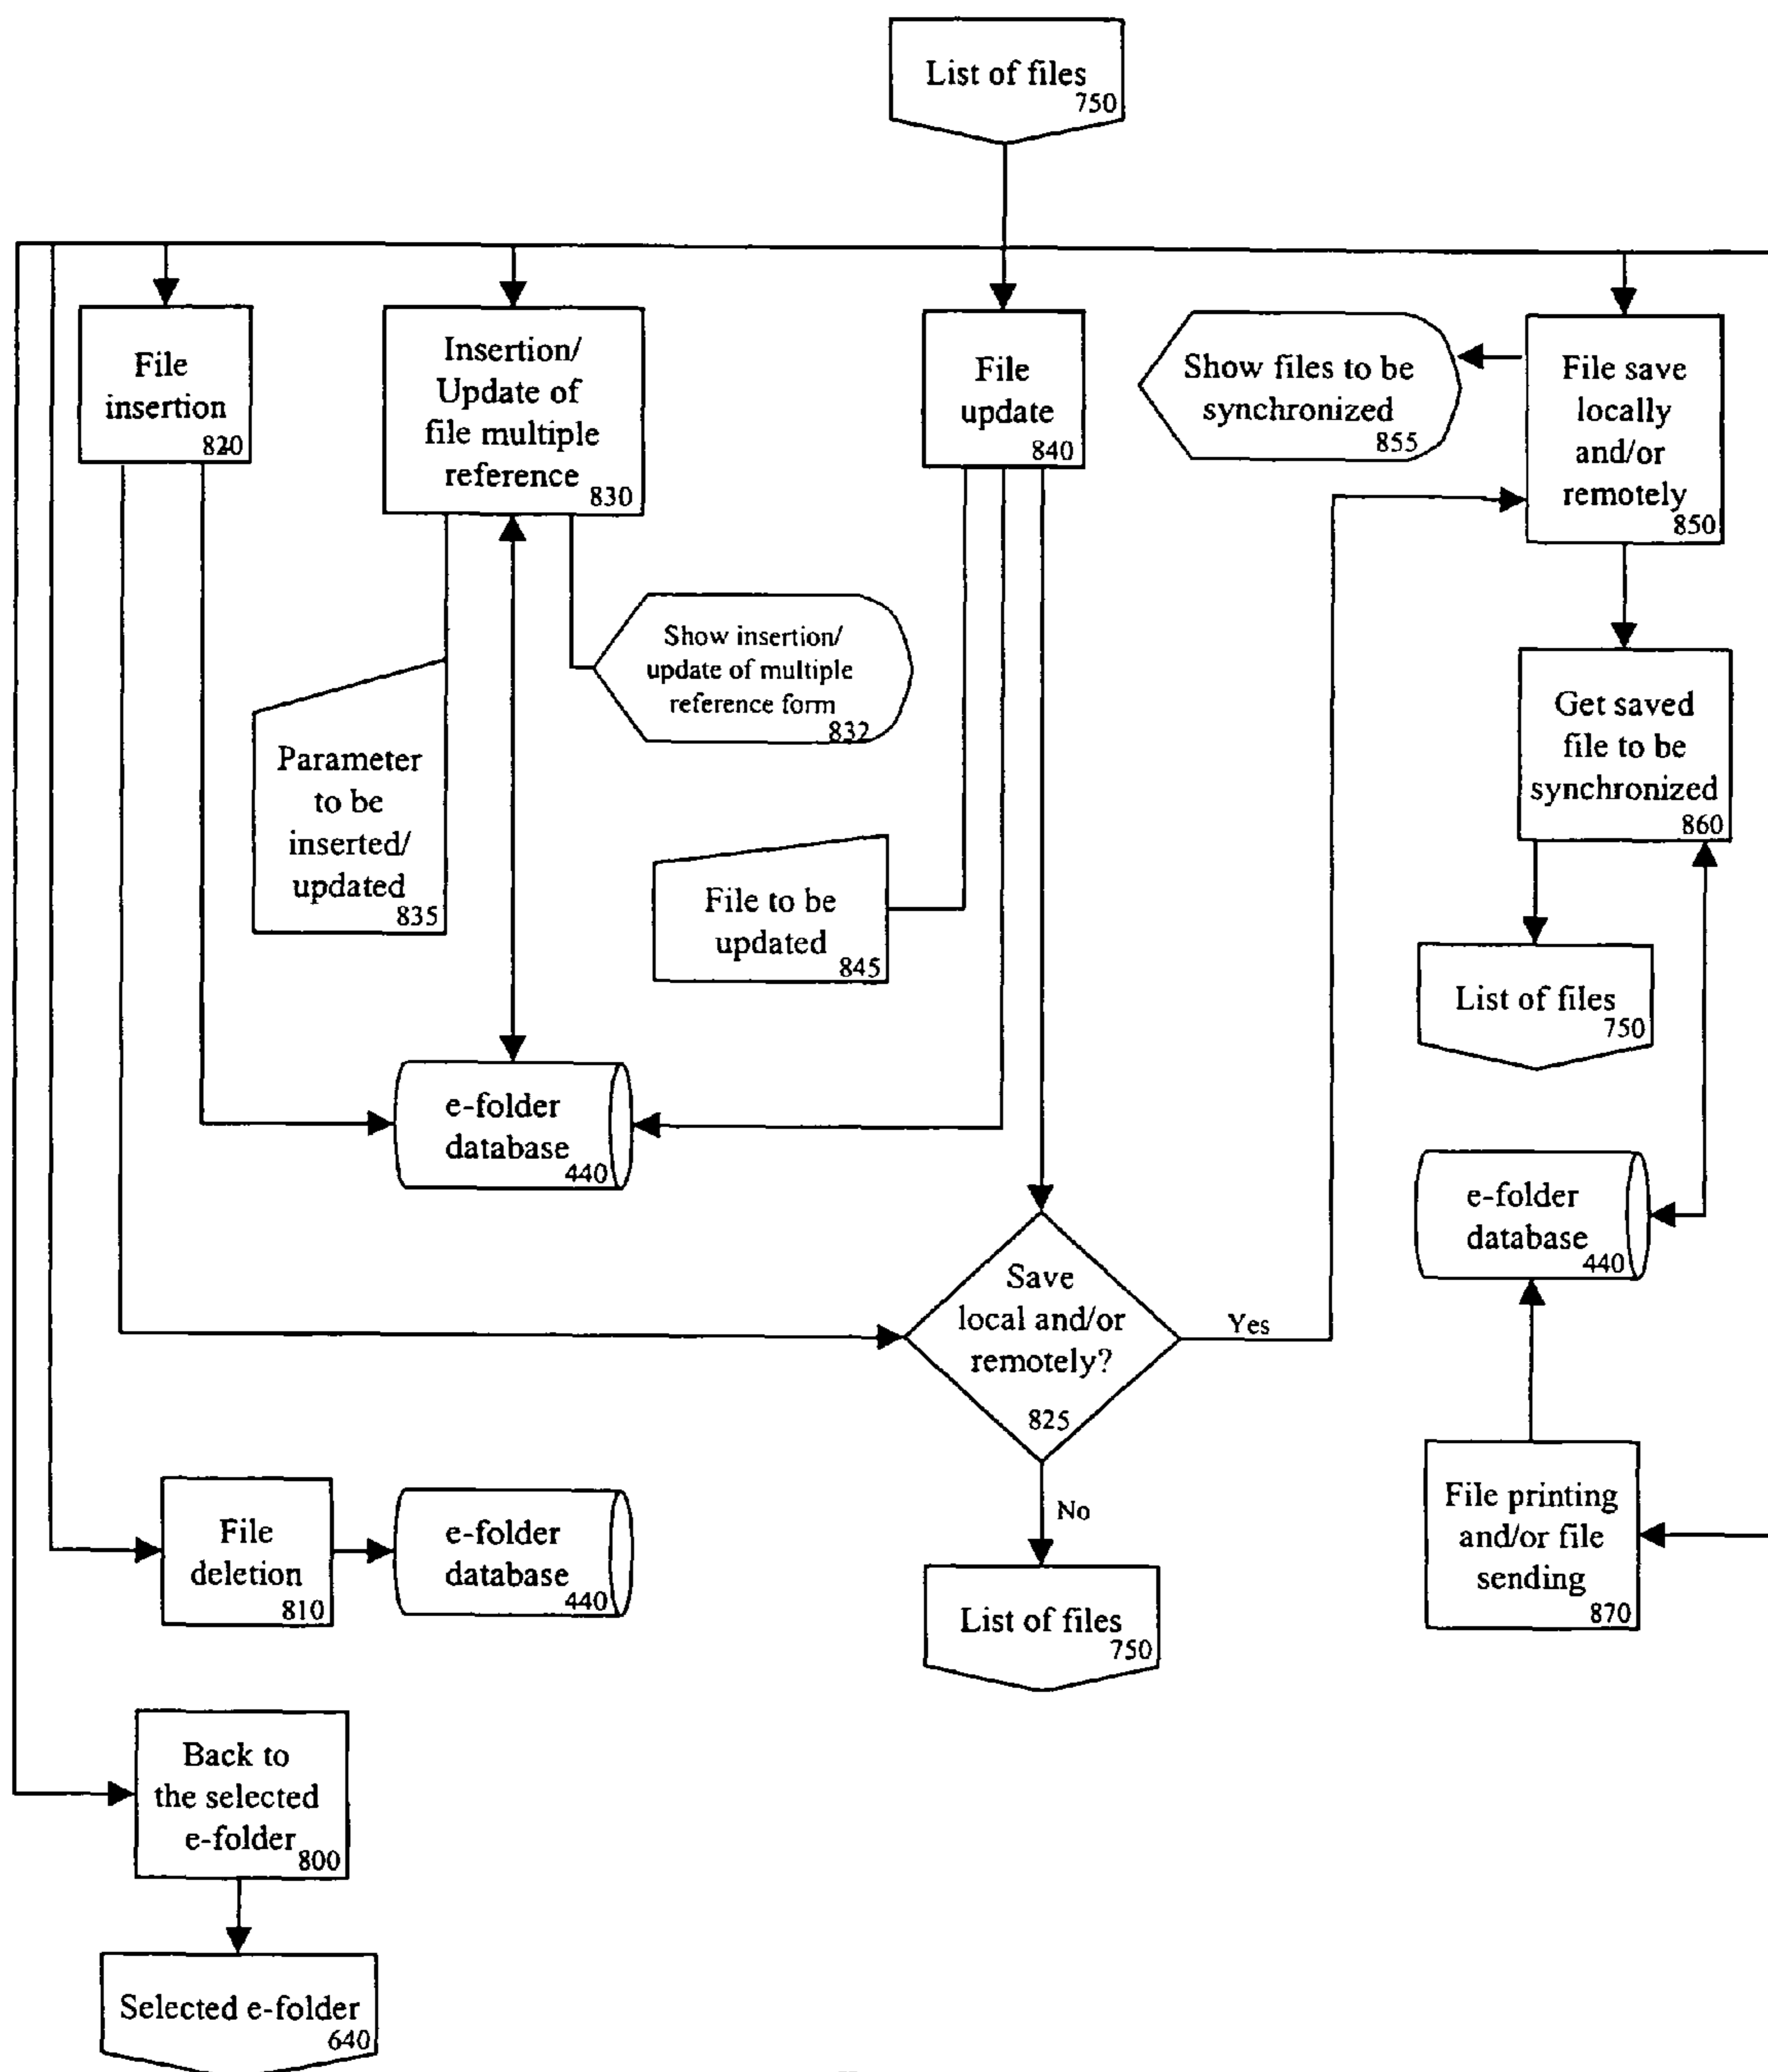 List of files
750
File
insertion
820
Insertion/
Update of
file multiple
reference
830
File
update
840
Show files to be
synchronized
855
File save
locally
and/or
remotely
850
Show insertion/
update of multiple
reference form
832
Parameter
to be
inserted/
updated
835
File to be
updated
845
Get saved
file to be
synchronized
860
List of files
750
e-folder
database
440
e-folder
database
440
Save
local and/or
remotely?
825
Yes
No
File
deletion
810
e-folder
database
440
List of files
750
File printing
and/or file
sending
870
Back to
the selected
e-folder
800
Selected e-folder
640